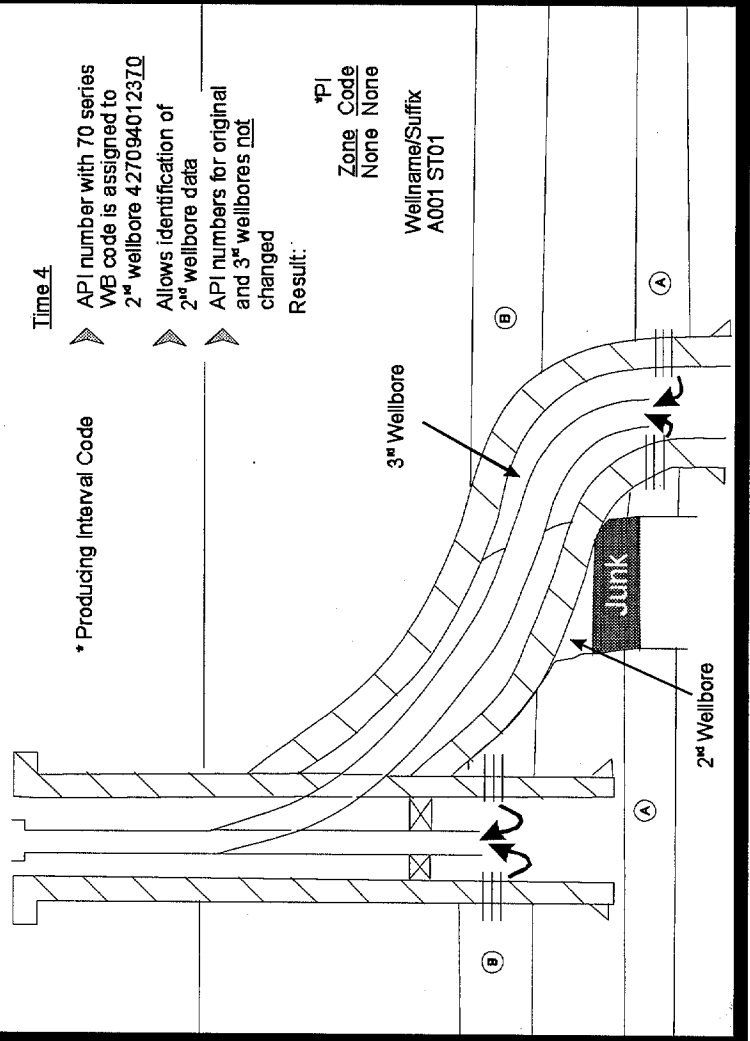 Time 4
API number with 70 series
WB code is assigned to
2nd wellbore 427094012370
Allows identification of
2nd wellbore data
API numbers for original
and 3rd wellbores not
changed
Result:
* Producing Interval Code
*PI
Zone Code
None None
Wellname/Suffix
A001 ST01
3rd Wellbore
B
A
Junk
2nd Wellbore
A
B